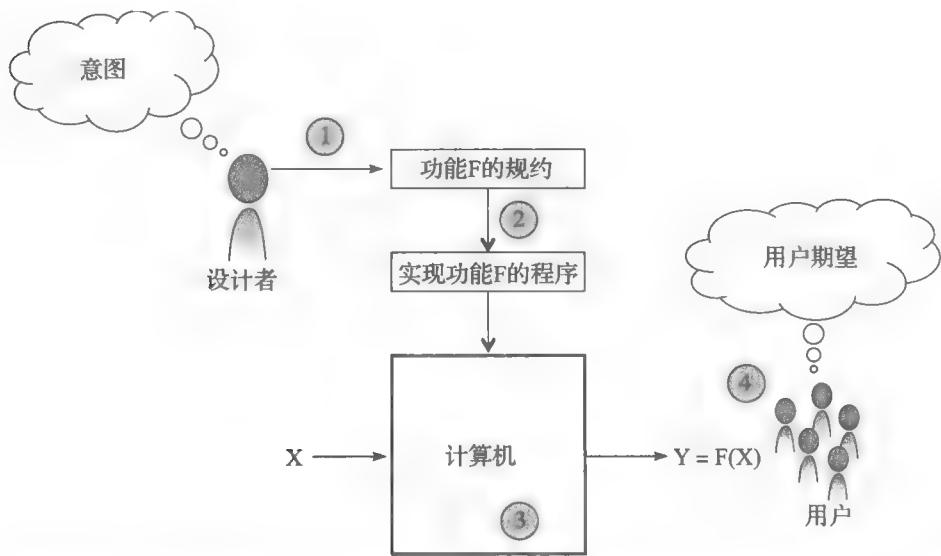 意图
1
功能F的规约
2
设计者
实现功能F的程序
用户期望
4
X
计算机
Y = F(X)
3
用户